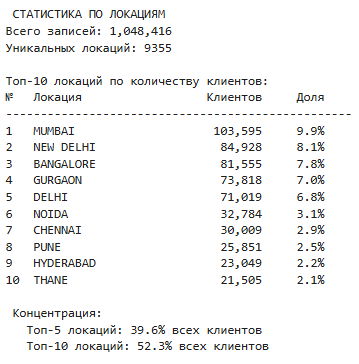 СТАТИСТИКА ПО ЛОКАЦИЯМ
Всего записей: 1,048,416
Уникальных локаций: 9355
Топ-10 локаций по количеству клиентов:
№ Локация Клиентов Доля
--------------------------------------------------
1 MUMBAI 103,595 9.9%
2 NEW DELHI 84,928 8.1%
3 BANGALORE 81,555 7.8%
4 GURGAON 73,818 7.0%
5 DELHI 71,019 6.8%
6 NOIDA 32,784 3.1%
7 CHENNAI 30,009 2.9%
8 PUNE 25,851 2.5%
9 HYDERABAD 23,049 2.2%
10 THANE 21,505 2.1%
Концентрация:
Топ-5 локаций: 39.6% всех клиентов
Топ-10 локаций: 52.3% всех клиентов